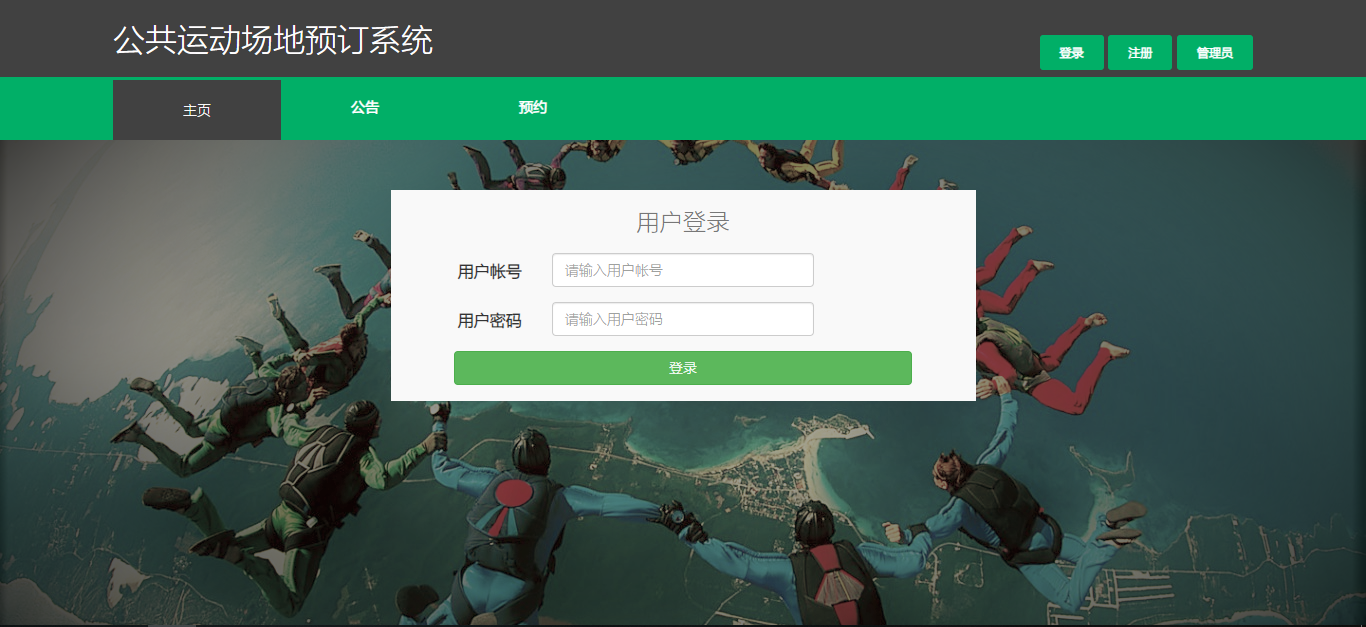 公共运动场地预订系统
登录 注册 管理员
主页 公告 预约
用户登录
用户帐号 请输入用户帐号
用户密码 请输入用户密码
登录